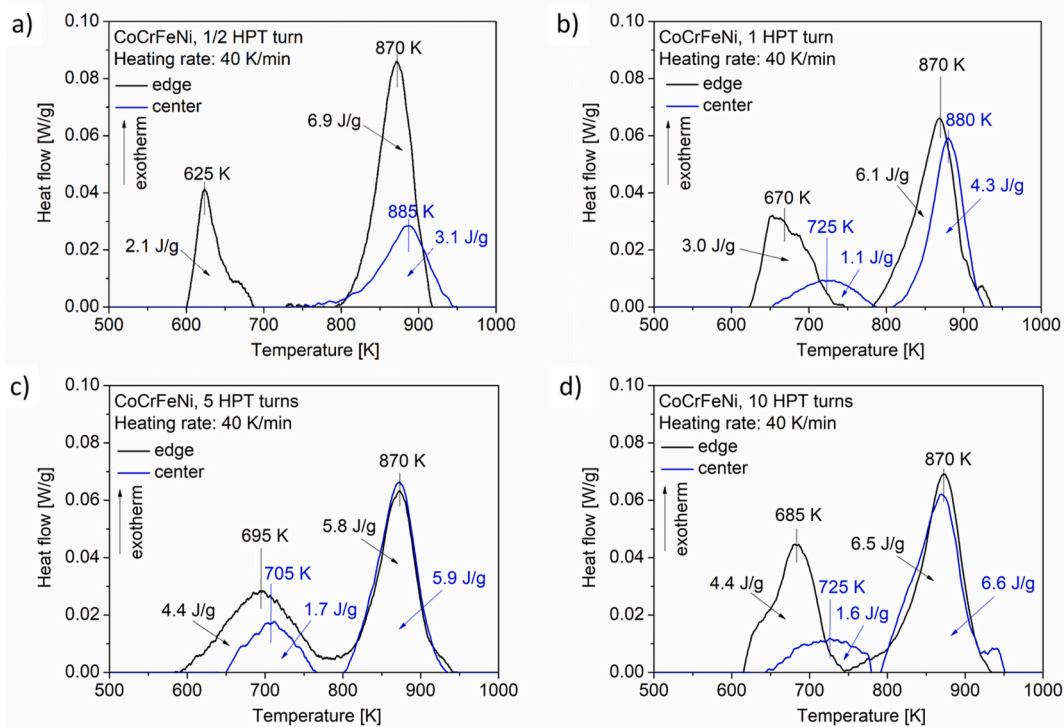 a)
CoCrFeNi, 1/2 HPT turn
Heating rate: 40 K/min
edge
center
exotherm
870 K
6.9 J/g
625 K
2.1 J/g
885 K
3.1 J/g
0.10
0.08
0.06
0.04
0.02
0.00
Heat flow [W/g]
500 600 700 800 900 1000
Temperature [K]
b)
CoCrFeNi, 1 HPT turn
Heating rate: 40 K/min
edge
center
exotherm
870 K
880 K
6.1 J/g
4.3 J/g
670 K
725 K
3.0 J/g
1.1 J/g
0.10
0.08
0.06
0.04
0.02
0.00
Heat flow [W/g]
500 600 700 800 900 1000
Temperature [K]
c)
CoCrFeNi, 5 HPT turns
Heating rate: 40 K/min
edge
center
exotherm
870 K
5.8 J/g
695 K
705 K
4.4 J/g
1.7 J/g
5.9 J/g
0.10
0.08
0.06
0.04
0.02
0.00
Heat flow [W/g]
500 600 700 800 900 1000
Temperature [K]
d)
CoCrFeNi, 10 HPT turns
Heating rate: 40 K/min
edge
center
exotherm
870 K
685 K
6.5 J/g
4.4 J/g
725 K
1.6 J/g
6.6 J/g
0.10
0.08
0.06
0.04
0.02
0.00
Heat flow [W/g]
500 600 700 800 900 1000
Temperature [K]